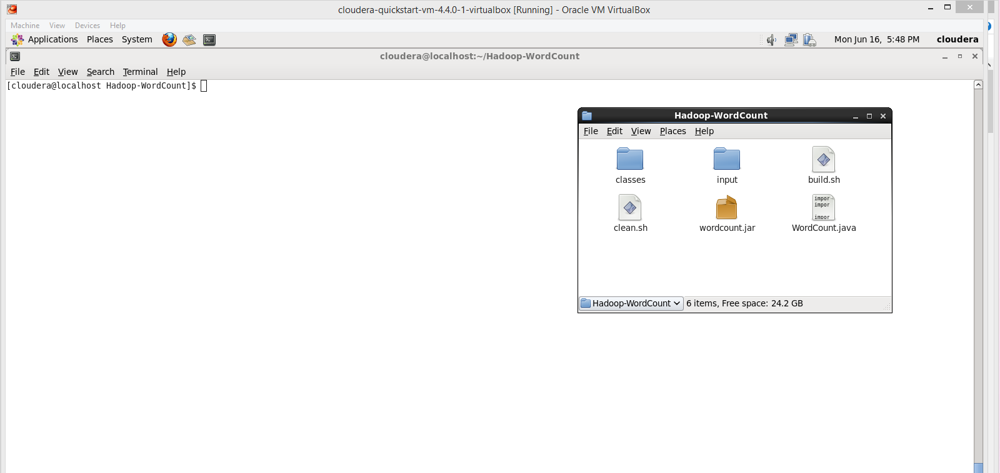 cloudera-quickstart-vm-4.4.0-1-virtualbox [Running] - Oracle VM VirtualBox
Machine View Devices Help
Applications Places System Mon Jun 16, 5:48 PM cloudera
cloudera@localhost:~/Hadoop-WordCount
File Edit View Search Terminal Help
[cloudera@localhost Hadoop-WordCount]$
Hadoop-WordCount
File Edit View Places Help
classes input build.sh
impor
impor
impor
clean.sh wordcount.jar WordCount.java
Hadoop-WordCount 6 items, Free space: 24.2 GB